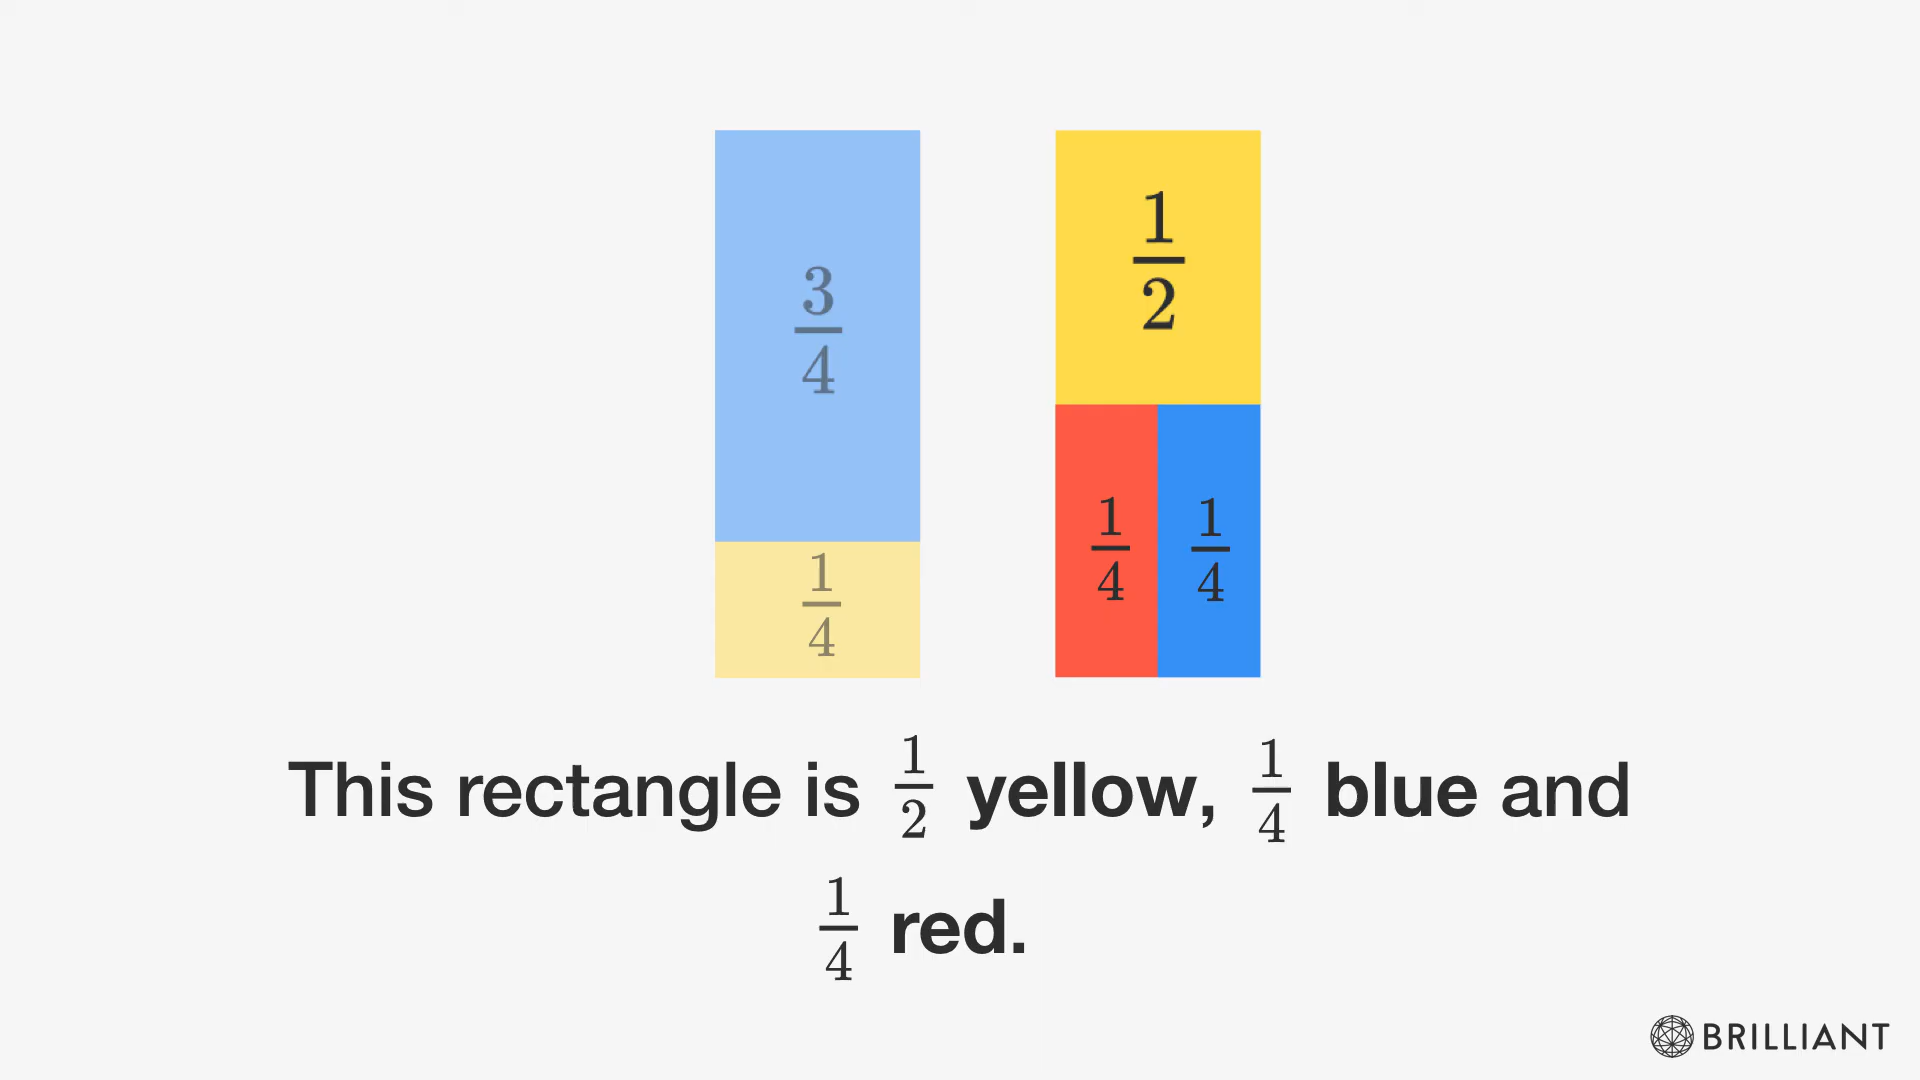 3/4
1/4
1/2
1/4 1/4
This rectangle is 1/2 yellow, 1/4 blue and
1/4 red.
BRILLIANT